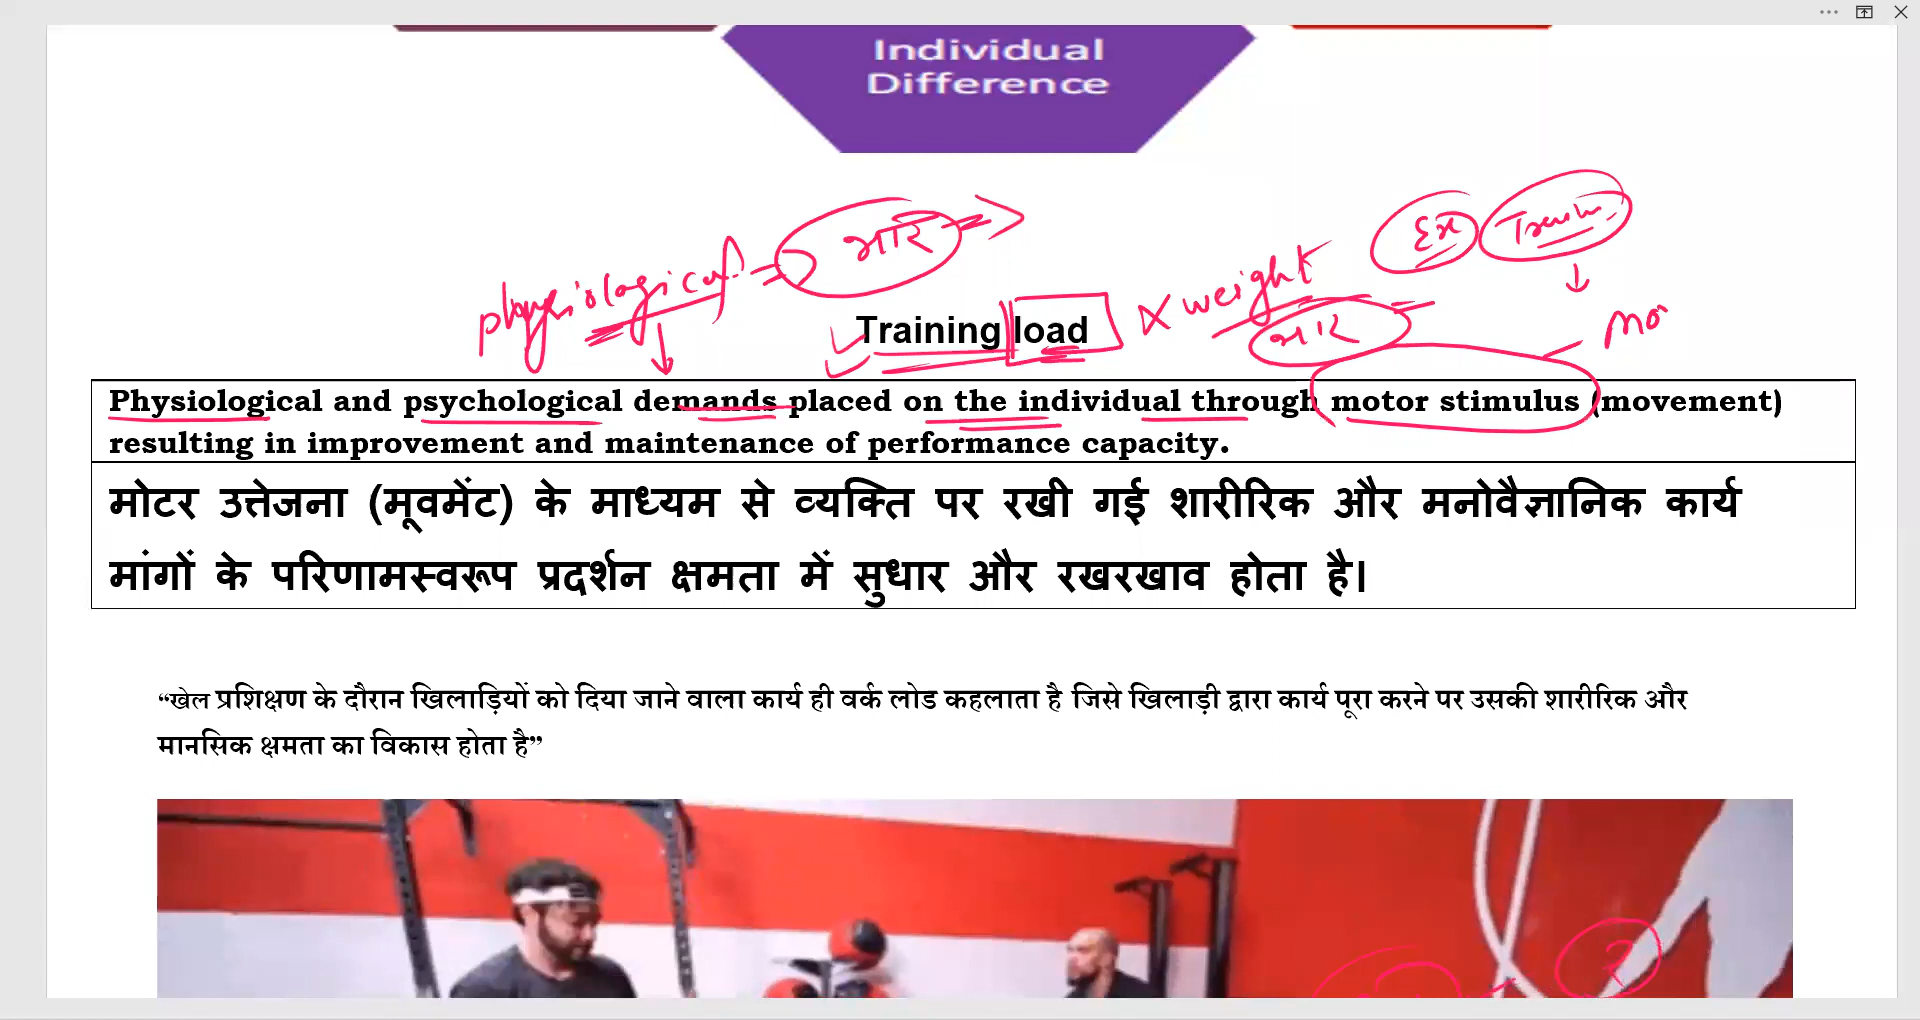 Individual
Difference
Ex
भार
physiological
× weight
Training load
भार
mo
Physiological and psychological demands placed on the individual through motor stimulus (movement)
resulting in improvement and maintenance of performance capacity.
मोटर उत्तेजना (मूवमेंट) के माध्यम से व्यक्ति पर रखी गई शारीरिक और मनोवैज्ञानिक कार्य
मांगों के परिणामस्वरूप प्रदर्शन क्षमता में सुधार और रखरखाव होता है।
“खेल प्रशिक्षण के दौरान खिलाड़ियों को दिया जाने वाला कार्य ही वर्क लोड कहलाता है जिसे खिलाड़ी द्वारा कार्य पूरा करने पर उसकी शारीरिक और
मानसिक क्षमता का विकास होता है”